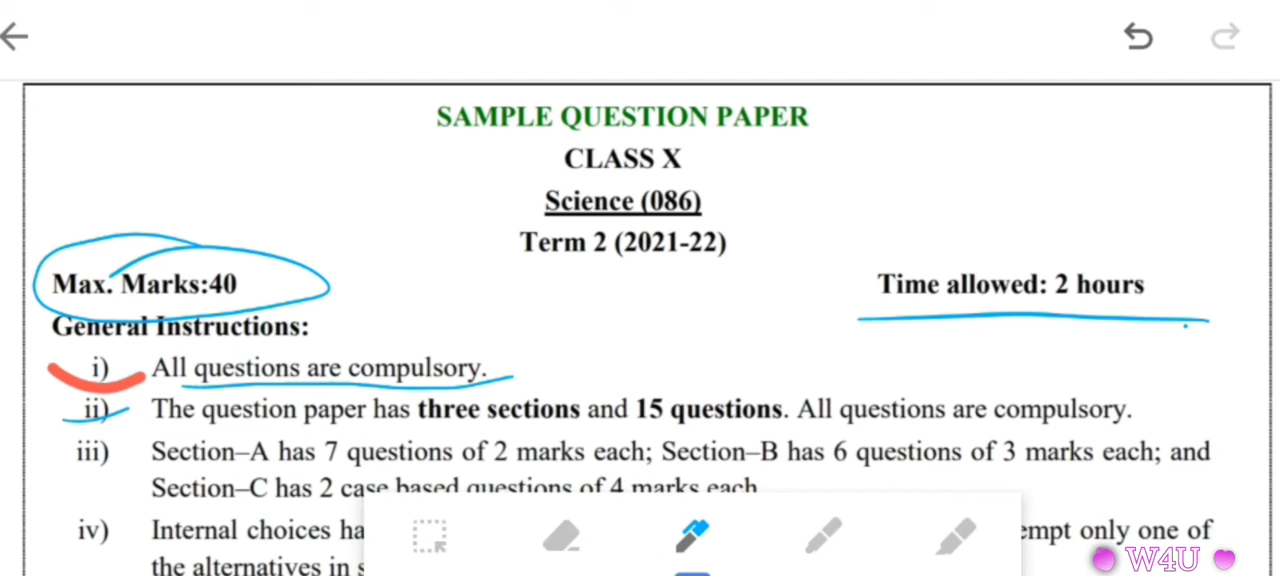 SAMPLE QUESTION PAPER
CLASS X
Science (086)
Term 2 (2021-22)
Max. Marks:40 Time allowed: 2 hours
General Instructions:
i) All questions are compulsory.
ii) The question paper has three sections and 15 questions. All questions are compulsory.
iii) Section–A has 7 questions of 2 marks each; Section–B has 6 questions of 3 marks each; and
Section–C has 2 case based questions of 4 marks each
iv) Internal choices ha empt only one of
the alternatives in s
W4U